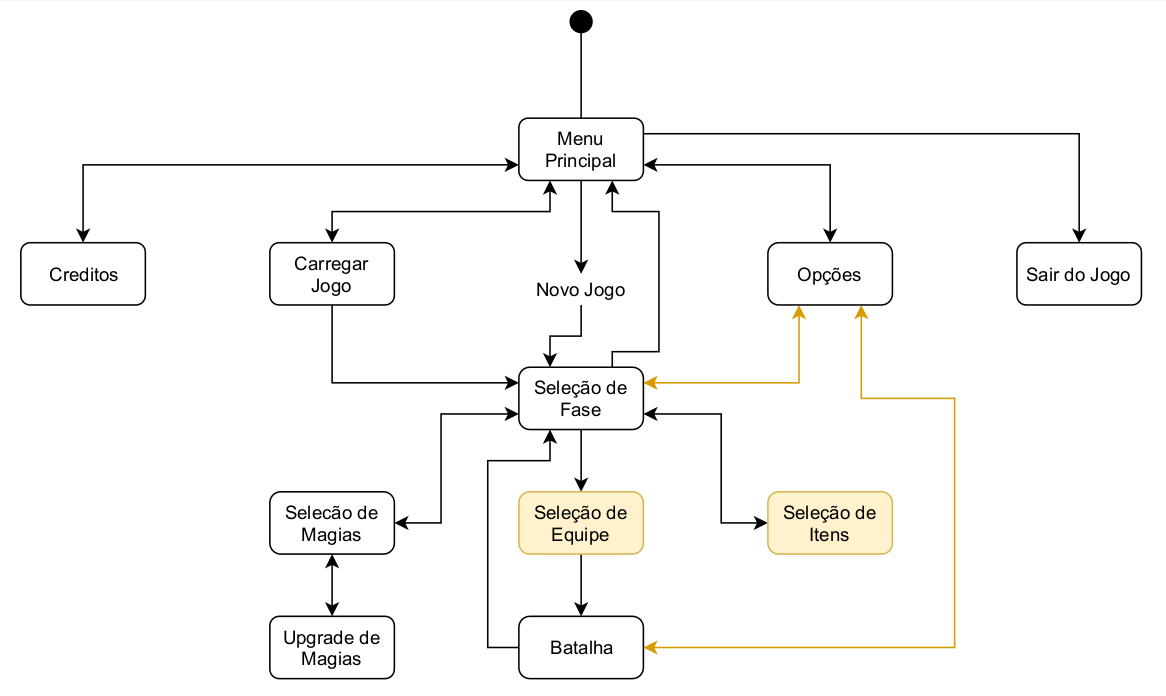 Menu
Principal
Creditos
Carregar
Jogo
Novo Jogo
Opções
Sair do Jogo
Seleção de
Fase
Selecão de
Magias
Seleção de
Equipe
Seleção de
Itens
Upgrade de
Magias
Batalha